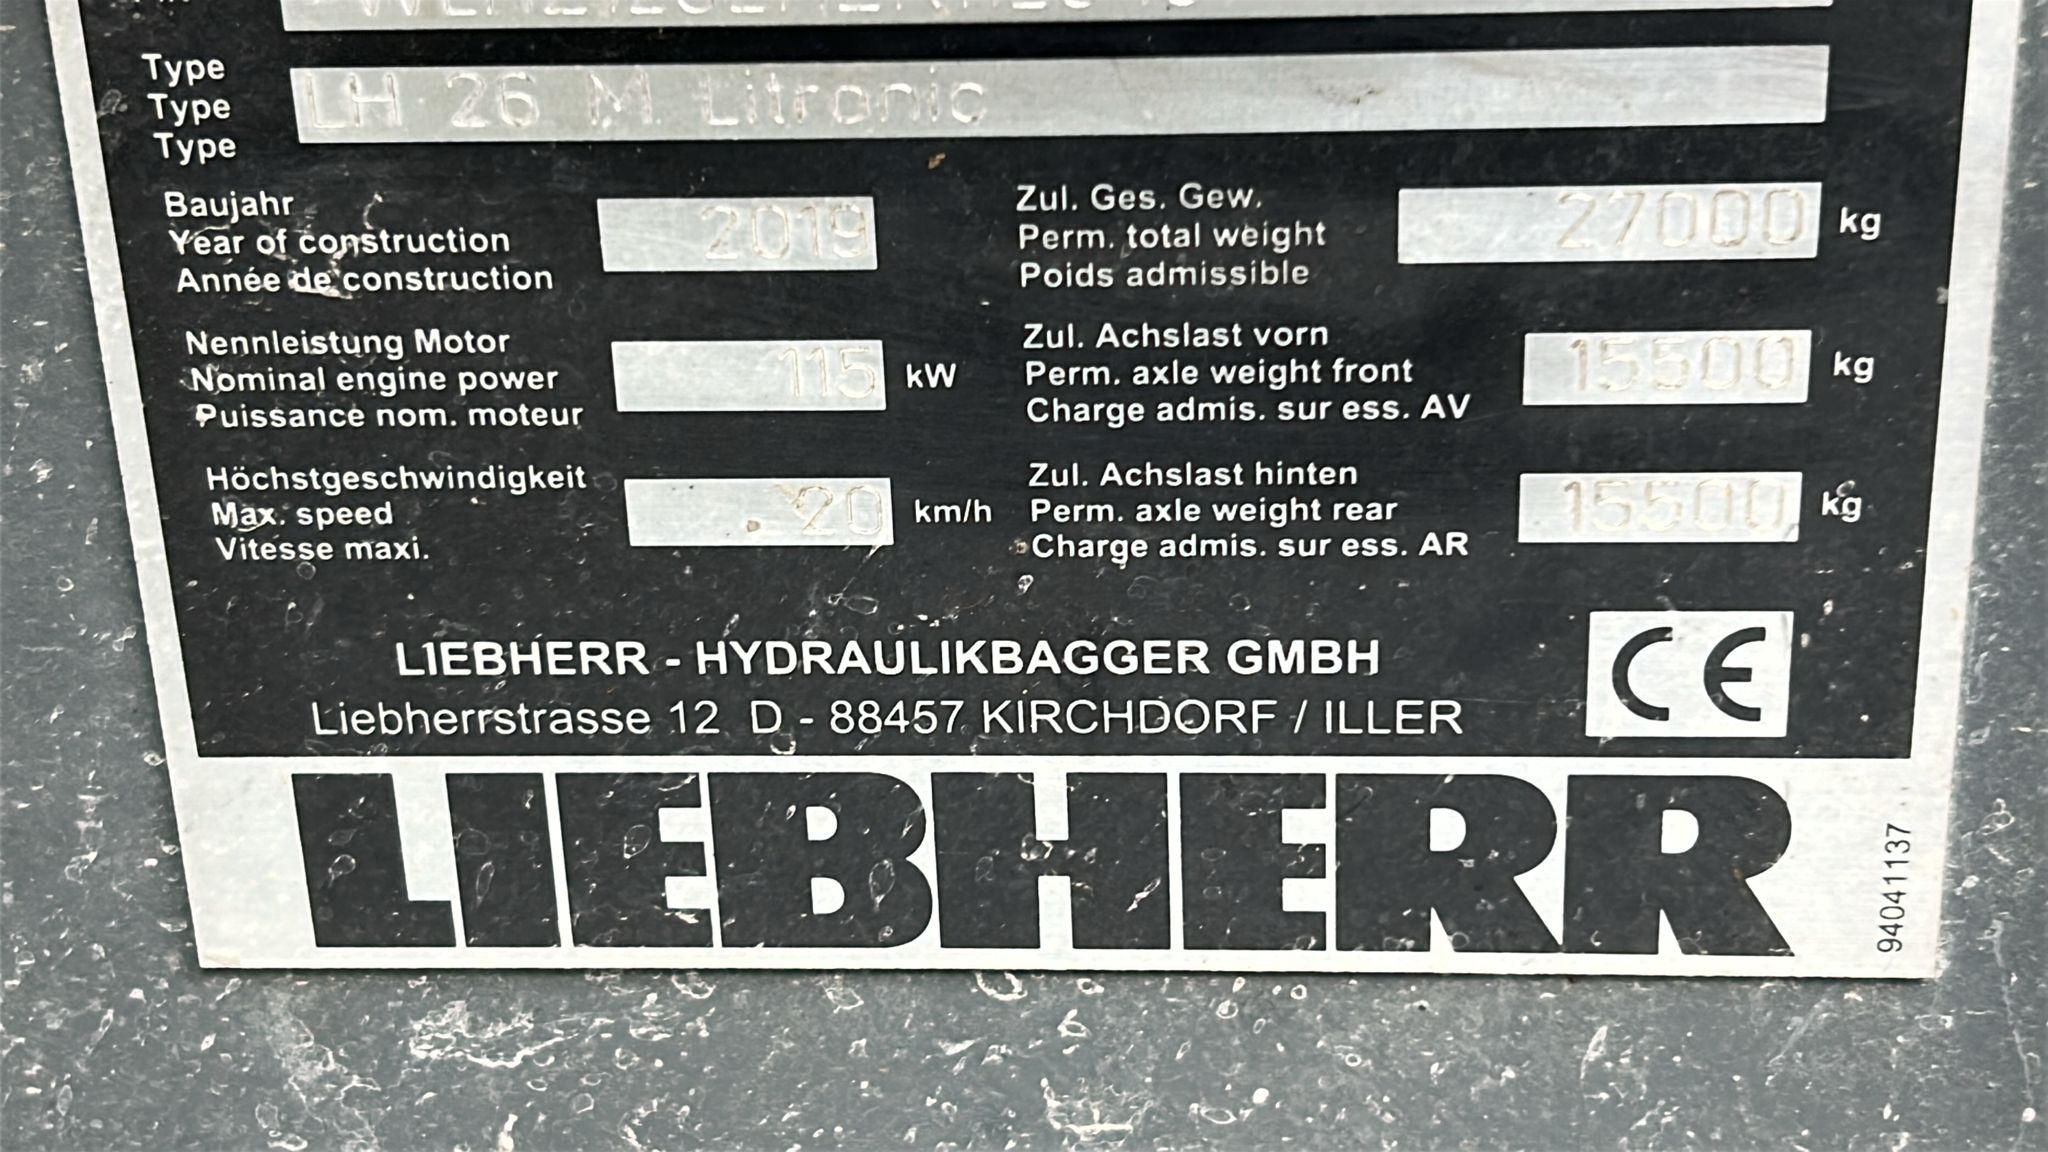 Type
Type
Type
LH 26 M Litronic
Baujahr
Year of construction
Année de construction
2019
Zul. Ges. Gew.
Perm. total weight
Poids admissible
27000 kg
Nennleistung Motor
Nominal engine power
Puissance nom. moteur
115 kW
Zul. Achslast vorn
Perm. axle weight front
Charge admis. sur ess. AV
15500 kg
Höchstgeschwindigkeit
Max. speed
Vitesse maxi.
20 km/h
Zul. Achslast hinten
Perm. axle weight rear
Charge admis. sur ess. AR
15500 kg
LIEBHERR - HYDRAULIKBAGGER GMBH
Liebherrstrasse 12 D - 88457 KIRCHDORF / ILLER
CE
LIEBHERR
94041137